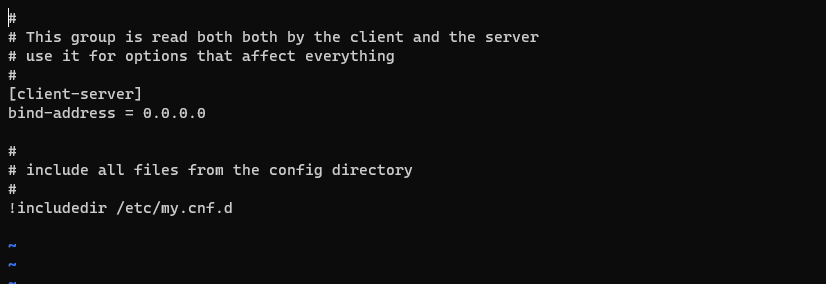 #
# This group is read both both by the client and the server
# use it for options that affect everything
#
[client-server]
bind-address = 0.0.0.0

#
# include all files from the config directory
#
!includedir /etc/my.cnf.d

~
~
~